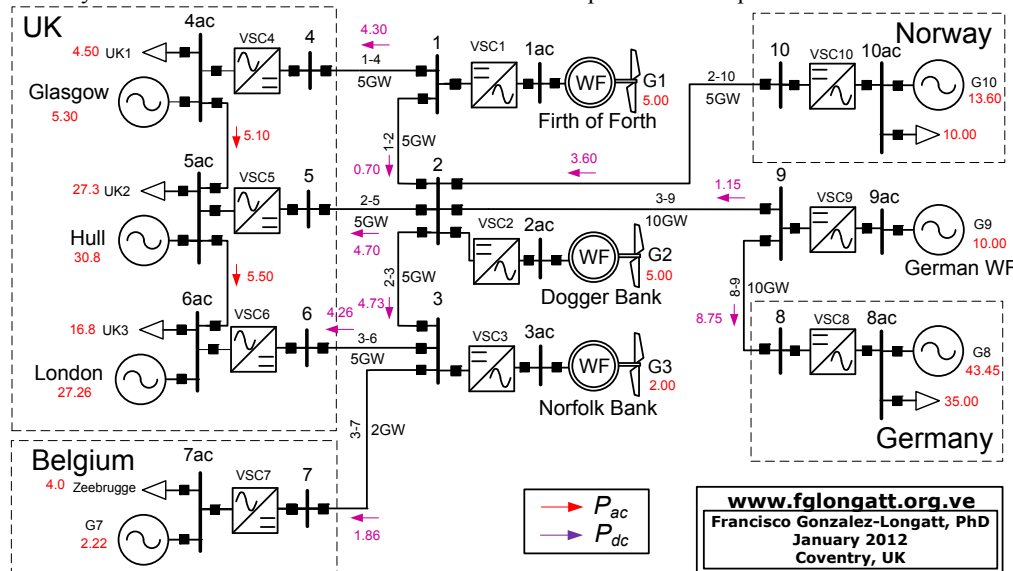 UK
4ac
4.50 UK1
VSC4
4
4.30
1-4
5GW
1
VSC1
1ac
WF
G1
5.00
Firth of Forth
10
VSC10
10ac
Norway
G10
13.60
10.00
2-10
5GW
Glasgow
5.30
5.10
1-2
5GW
0.70
3.60
5ac
27.3 UK2
VSC5
5
2-5
5GW
4.70
2
3-9
10GW
1.15
9
VSC9
9ac
G9
10.00
German WF
Hull
30.8
5.50
VSC2
2ac
WF
G2
5.00
Dogger Bank
2-3
5GW
4.73
8-9
10GW
8.75
6ac
16.8 UK3
VSC6
6
4.26
3-6
5GW
3
VSC3
3ac
WF
G3
2.00
Norfolk Bank
8
VSC8
8ac
G8
43.45
35.00
Germany
London
27.26
3-7
2GW
Belgium
7ac
4.0 Zeebrugge
VSC7
7
1.86
G7
2.22
Pac
Pdc
www.fglongatt.org.ve
Francisco Gonzalez-Longatt, PhD
January 2012
Coventry, UK